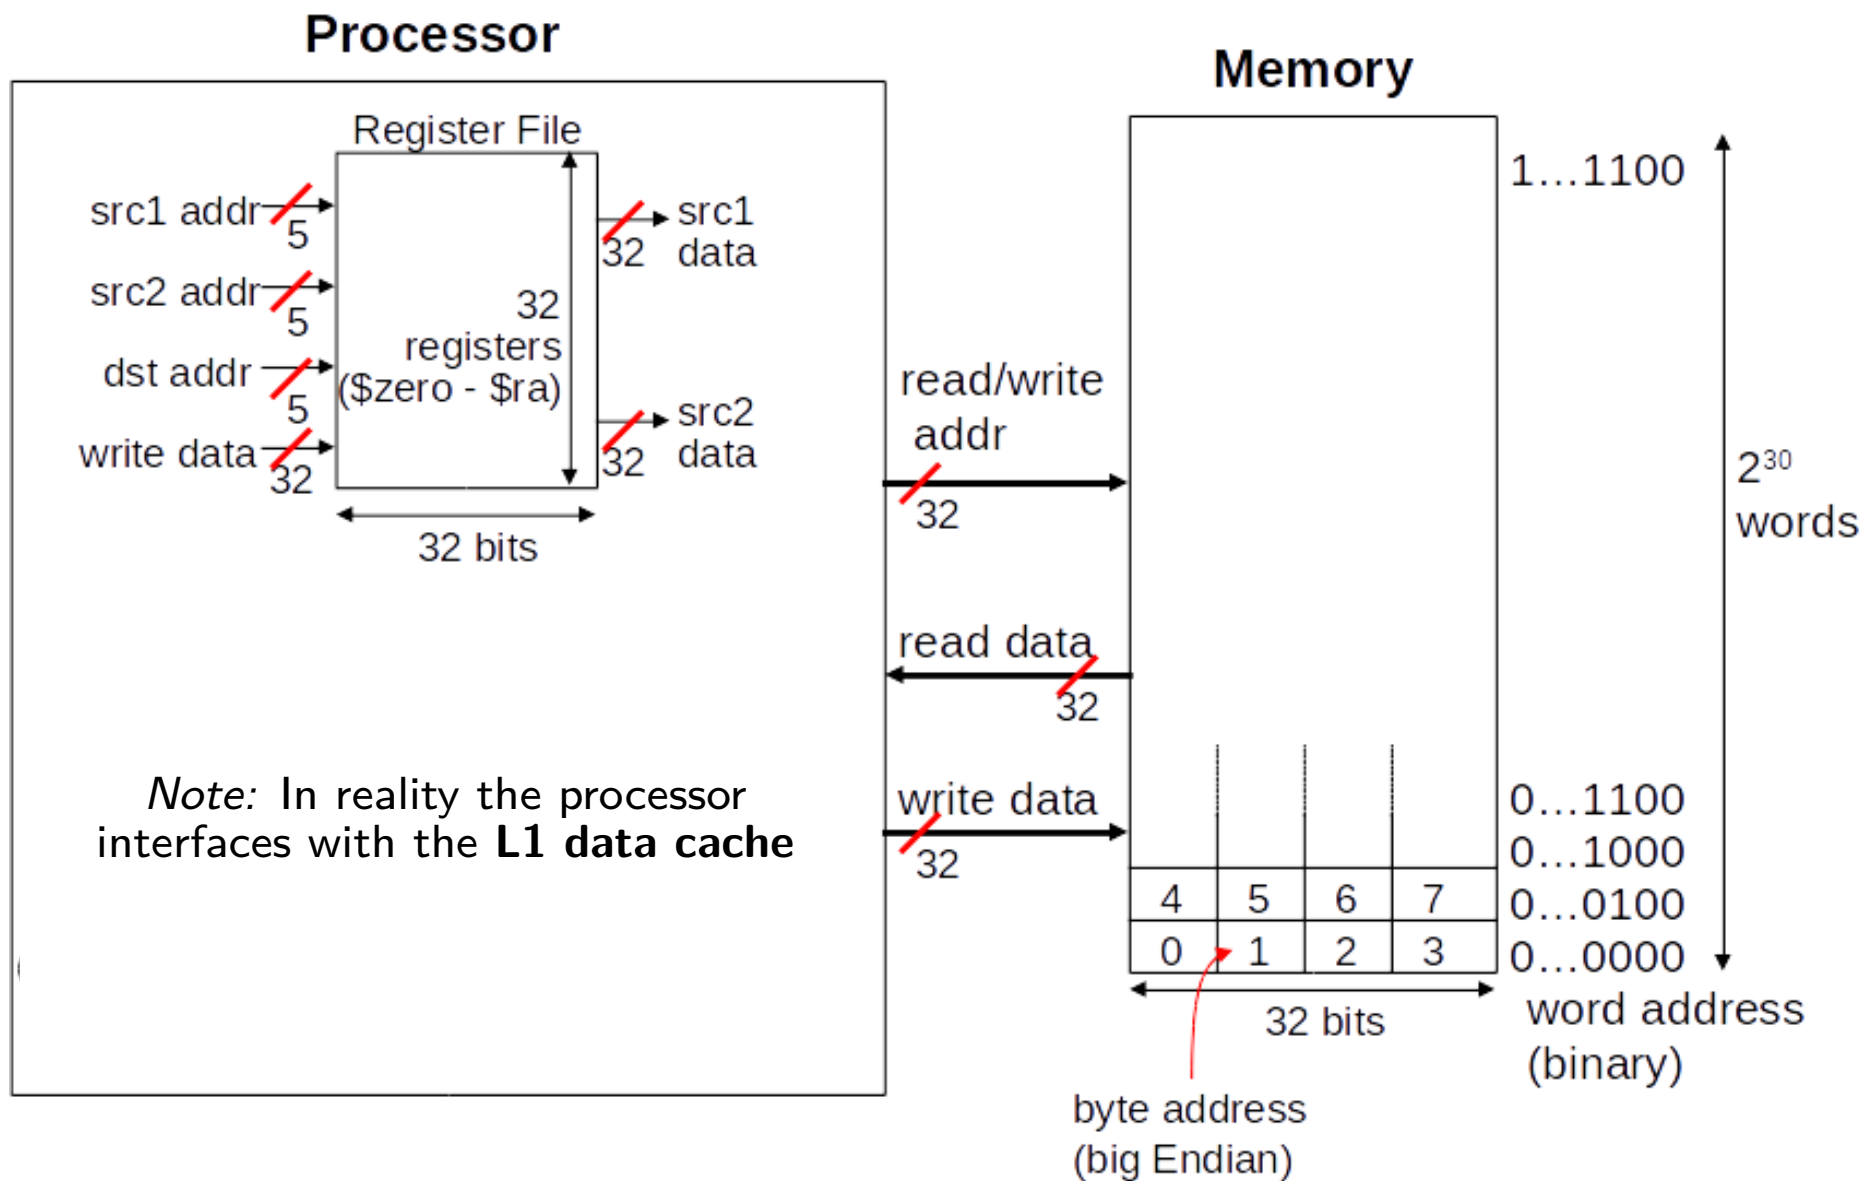 Processor
Memory
Register File
src1 addr
5
src2 addr
5
dst addr
5
write data
32
32
registers
($zero - $ra)
32 bits
src1
data
32
src2
data
32
Note: In reality the processor
interfaces with the L1 data cache
read/write
addr
32
read data
32
write data
32
1...1100
2³⁰
words
0...1100
0...1000
4 5 6 7 0...0100
0 1 2 3 0...0000
32 bits
word address
(binary)
byte address
(big Endian)